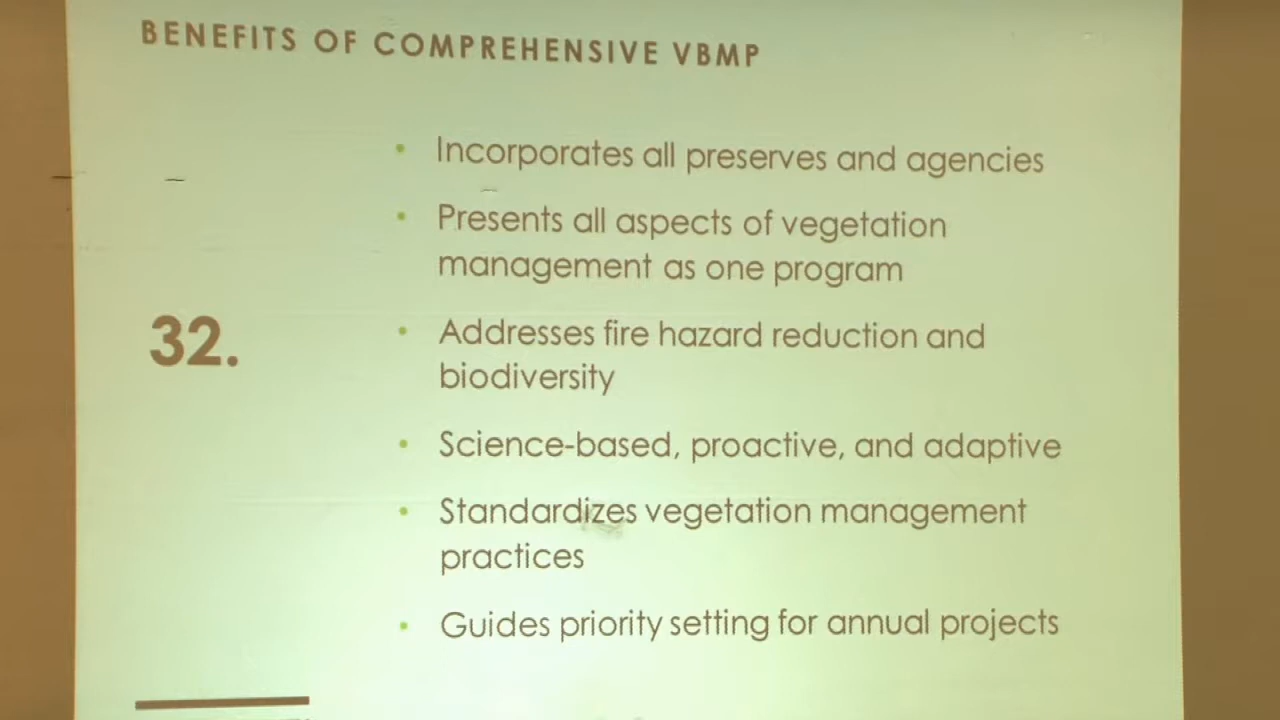 BENEFITS OF COMPREHENSIVE VBMP
32.
• Incorporates all preserves and agencies
• Presents all aspects of vegetation
management as one program
• Addresses fire hazard reduction and
biodiversity
• Science-based, proactive, and adaptive
• Standardizes vegetation management
practices
• Guides priority setting for annual projects